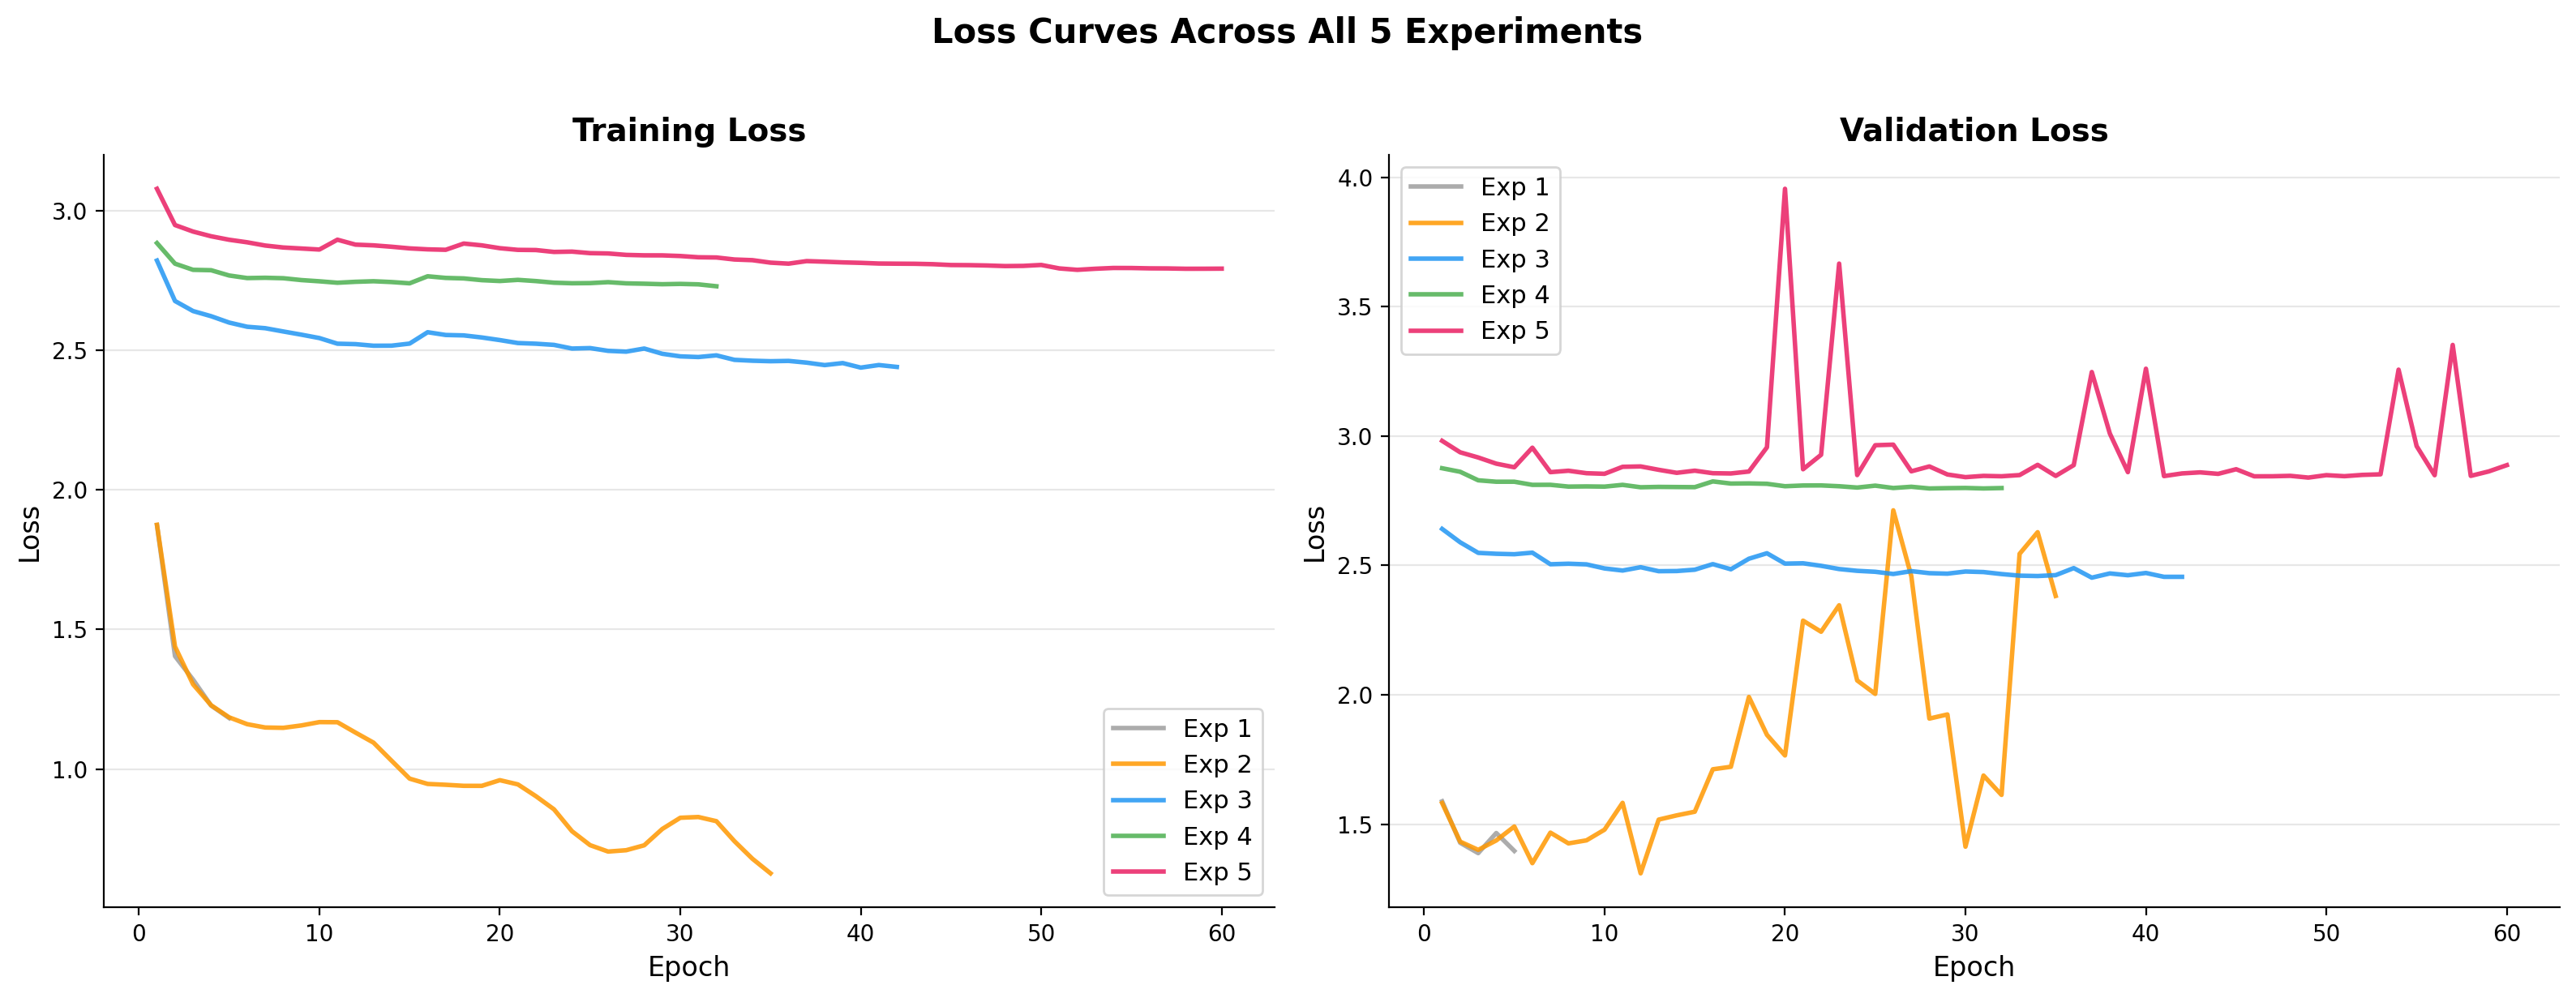 Loss Curves Across All 5 Experiments
Training Loss
Loss
3.0
2.5
2.0
1.5
1.0
0
10
20
30
40
50
60
Epoch
Exp 1
Exp 2
Exp 3
Exp 4
Exp 5
Validation Loss
Loss
4.0
3.5
3.0
2.5
2.0
1.5
0
10
20
30
40
50
60
Epoch
Exp 1
Exp 2
Exp 3
Exp 4
Exp 5